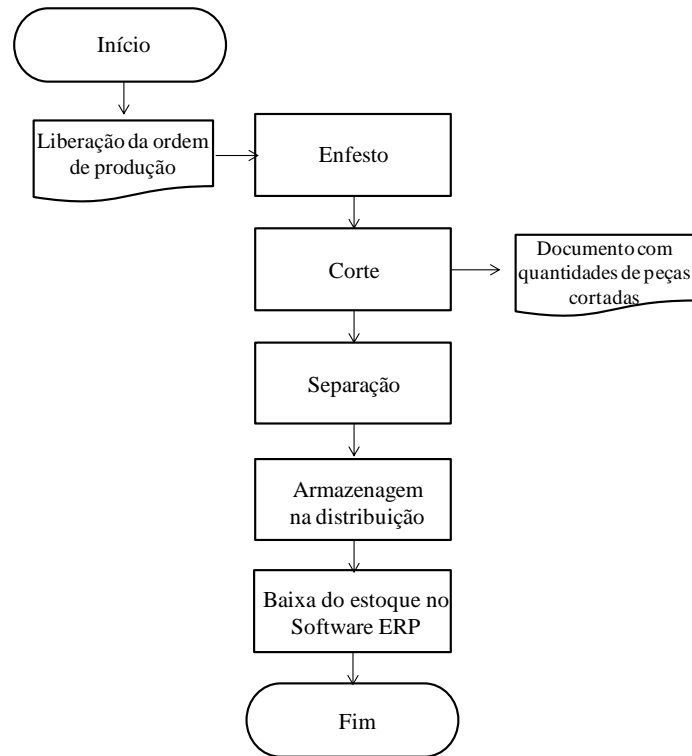 Início
Liberação da ordem
de produção
Enfesto
Corte
Documento com
quantidades de peças
cortadas
Separação
Armazenagem
na distribuição
Baixa do estoque no
Software ERP
Fim